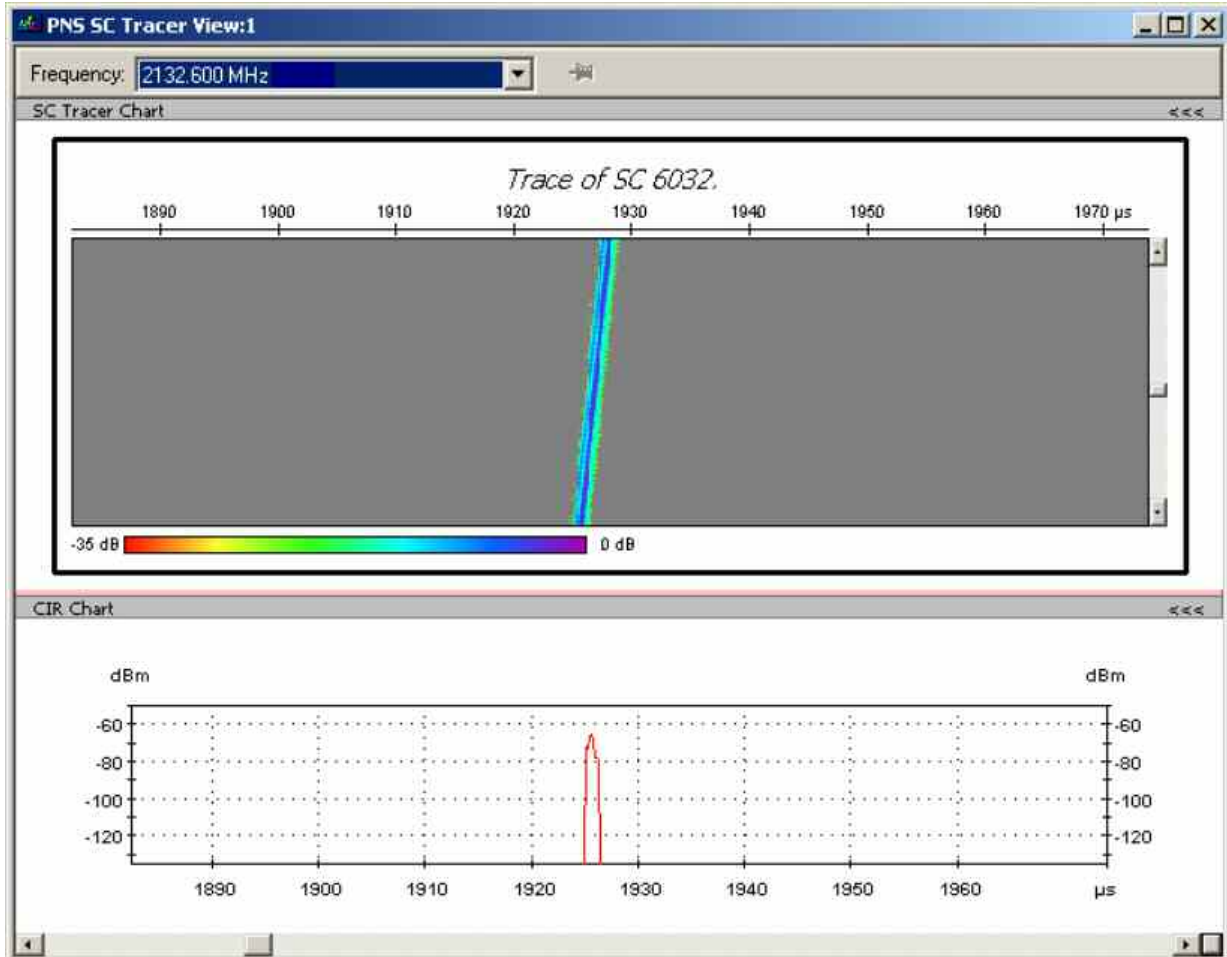 PNS SC Tracer View:1
Frequency: 2132.600 MHz
SC Tracer Chart <<<
Trace of SC 6032.
1890 1900 1910 1920 1930 1940 1950 1960 1970 µs
-35 dB 0 dB
CIR Chart <<<
dBm dBm
-60 -60
-80 -80
-100 -100
-120 -120
1890 1900 1910 1920 1930 1940 1950 1960 µs